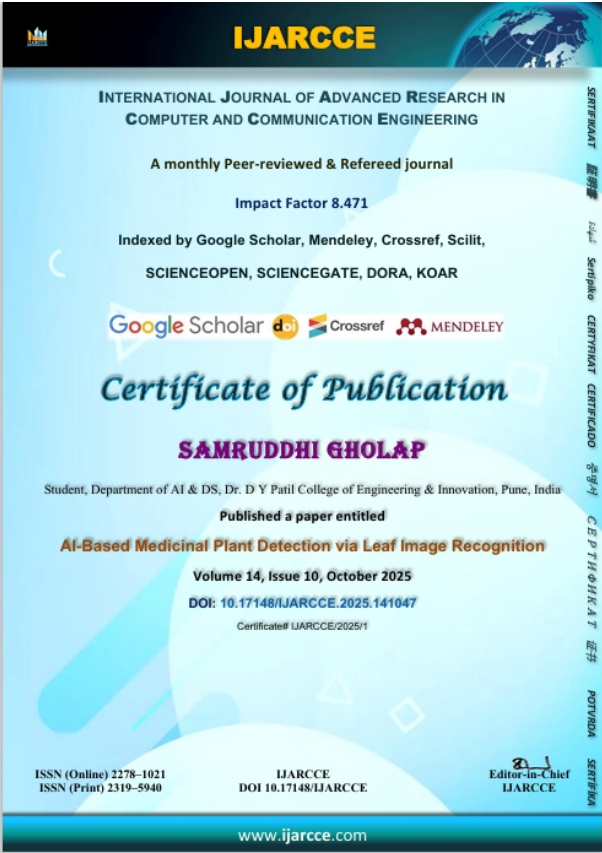 IJARCCE
INTERNATIONAL JOURNAL OF ADVANCED RESEARCH IN
COMPUTER AND COMMUNICATION ENGINEERING
A monthly Peer-reviewed & Refereed journal
Impact Factor 8.471
Indexed by Google Scholar, Mendeley, Crossref, Scilit,
SCIENCEOPEN, SCIENCEGATE, DORA, KOAR
Google Scholar doi Crossref MENDELEY
Certificate of Publication
SAMRUDDHI GHOLAP
Student, Department of AI & DS, Dr. D Y Patil College of Engineering & Innovation, Pune, India
Published a paper entitled
AI-Based Medicinal Plant Detection via Leaf Image Recognition
Volume 14, Issue 10, October 2025
DOI: 10.17148/IJARCCE.2025.141047
Certificate# IJARCCE/2025/1
ISSN (Online) 2278–1021
ISSN (Print) 2319–5940
IJARCCE
DOI 10.17148/IJARCCE
Editor-in-Chief
IJARCCE
www.ijarcce.com
SERTIFIKAAT 証明書 شهادة Sertipiko CERTYFIKAT CERTIFICADO 증명서 СЕРТИФИКАТ 证书 POTVRDA SERTIFIKA